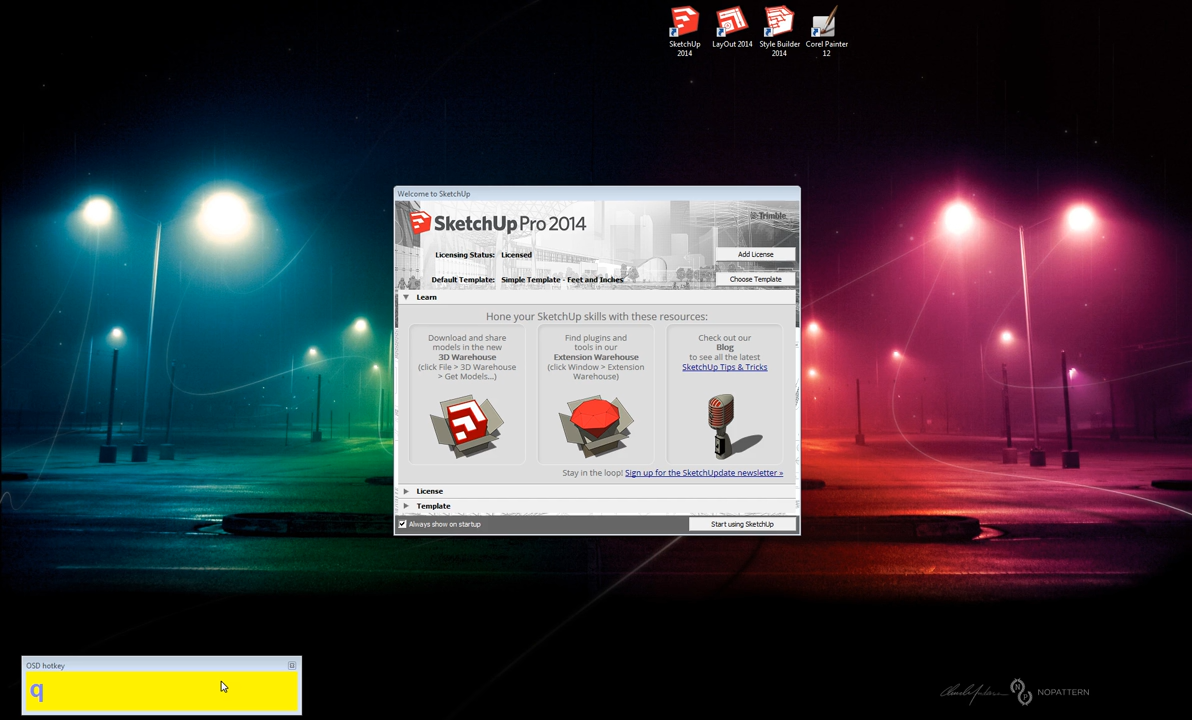 SketchUp
2014
LayOut 2014
Style Builder
2014
Corel Painter
12
Welcome to SketchUp
SketchUp Pro 2014
Trimble
Licensing Status: Licensed
Add License
Default Template: Simple Template - Feet and Inches
Choose Template
Learn
Hone your SketchUp skills with these resources:
Download and share
models in the new
3D Warehouse
(click File > 3D Warehouse
> Get Models...)
Find plugins and
tools in our
Extension Warehouse
(click Window > Extension
Warehouse)
Check out our
Blog
to see all the latest
SketchUp Tips & Tricks
Stay in the loop! Sign up for the SketchUpdate newsletter »
License
Template
Always show on startup
Start using SketchUp
OSD hotkey
q
N
P
NOPATTERN